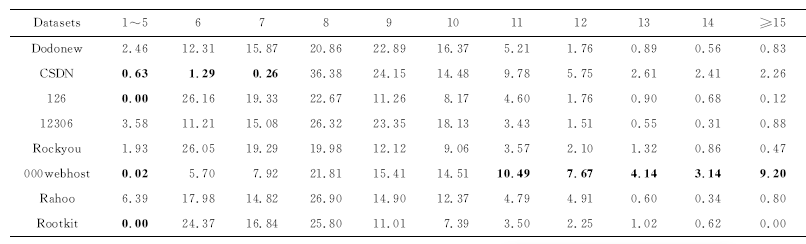 Datasets 1~5 6 7 8 9 10 11 12 13 14 ⩾15
Dodonew 2.46 12.31 15.87 20.86 22.89 16.37 5.21 1.76 0.89 0.56 0.83
CSDN 0.63 1.29 0.26 36.38 24.15 14.48 9.78 5.75 2.61 2.41 2.26
126 0.00 26.16 19.33 22.67 11.26 8.17 4.60 1.76 0.90 0.68 0.12
12306 3.58 11.21 15.08 26.32 23.35 18.13 3.43 1.51 0.55 0.31 0.88
Rockyou 1.93 26.05 19.29 19.98 12.12 9.06 3.57 2.10 1.32 0.86 0.47
000webhost 0.02 5.70 7.92 21.81 15.41 14.51 10.49 7.67 4.14 3.14 9.20
Rahoo 6.39 17.98 14.82 26.90 14.90 12.37 4.79 4.91 0.60 0.34 0.80
Rootkit 0.00 24.37 16.84 25.80 11.01 7.39 3.50 2.25 1.02 0.62 0.00